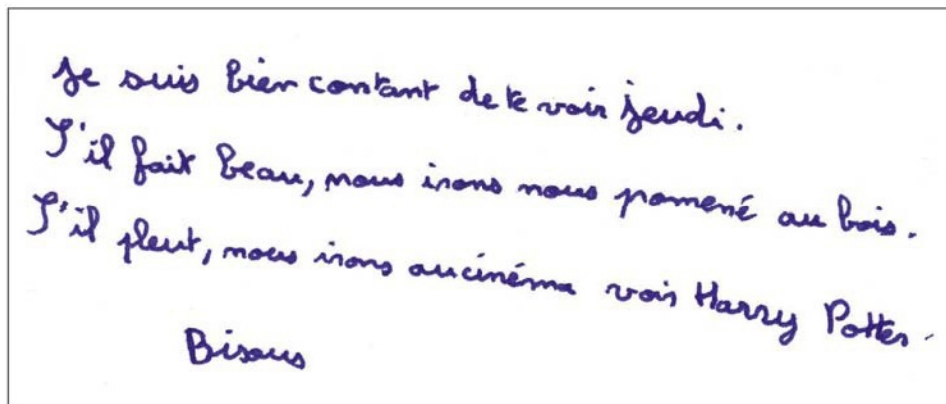 Je suis bien contant de te voir jeudi.
S'il fait beau, nous irons nous pomené au bois.
S'il pleut, nous irons au cinéma voir Harry Potter.
Bisous